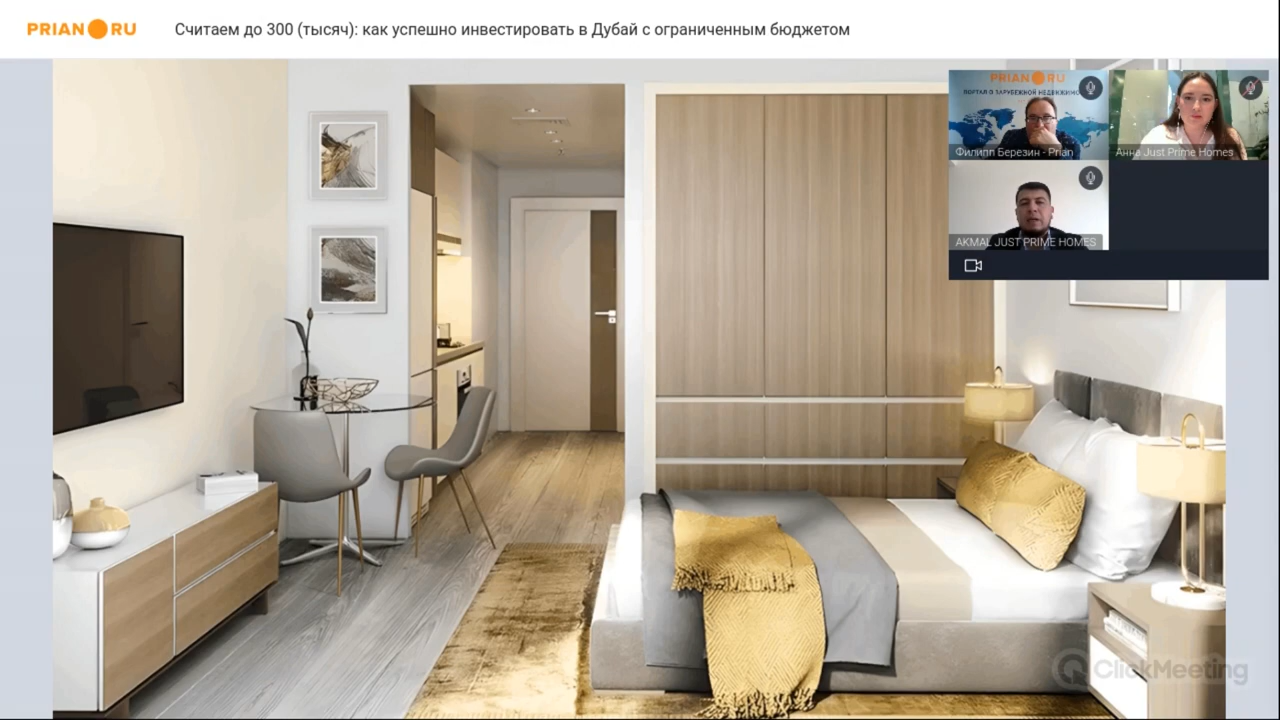 PRIAN RU
Считаем до 300 (тысяч): как успешно инвестировать в Дубай с ограниченным бюджетом
PRIAN RU
ПОРТАЛ О ЗАРУБЕЖНОЙ НЕДВИЖИМО
Филипп Березин - Prian
Анна Just Prime Homes
AKMAL JUST PRIME HOMES
ClickMeeting